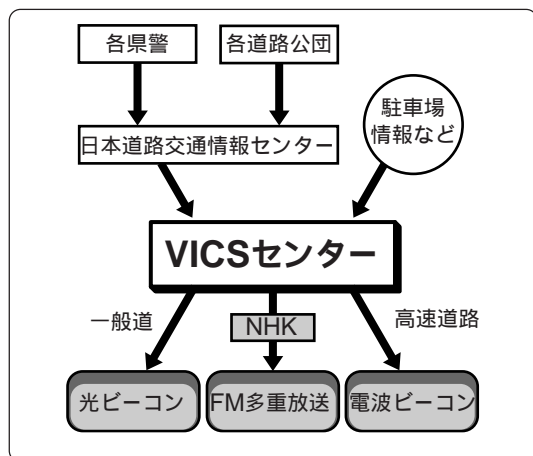 各県警
各道路公団
駐車場
情報など
日本道路交通情報センター
VICSセンター
一般道
NHK
高速道路
光ビーコン
FM多重放送
電波ビーコン